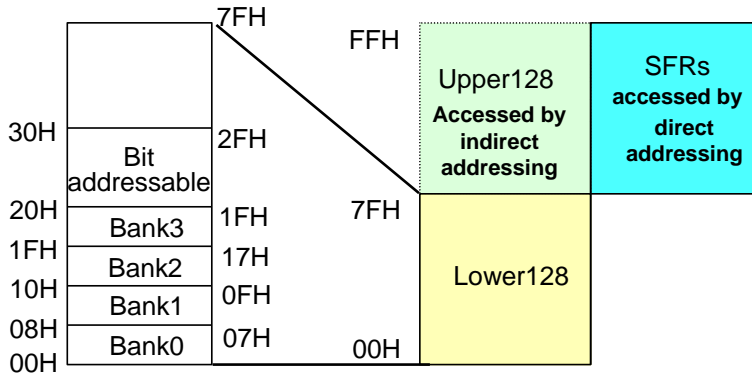 7FH
FFH
Upper128
Accessed by
indirect
addressing
SFRs
accessed by
direct
addressing
30H
2FH
Bit
addressable
20H
1FH
7FH
Bank3
1FH
17H
Bank2
10H
0FH
Lower128
Bank1
08H
07H
Bank0
00H
00H